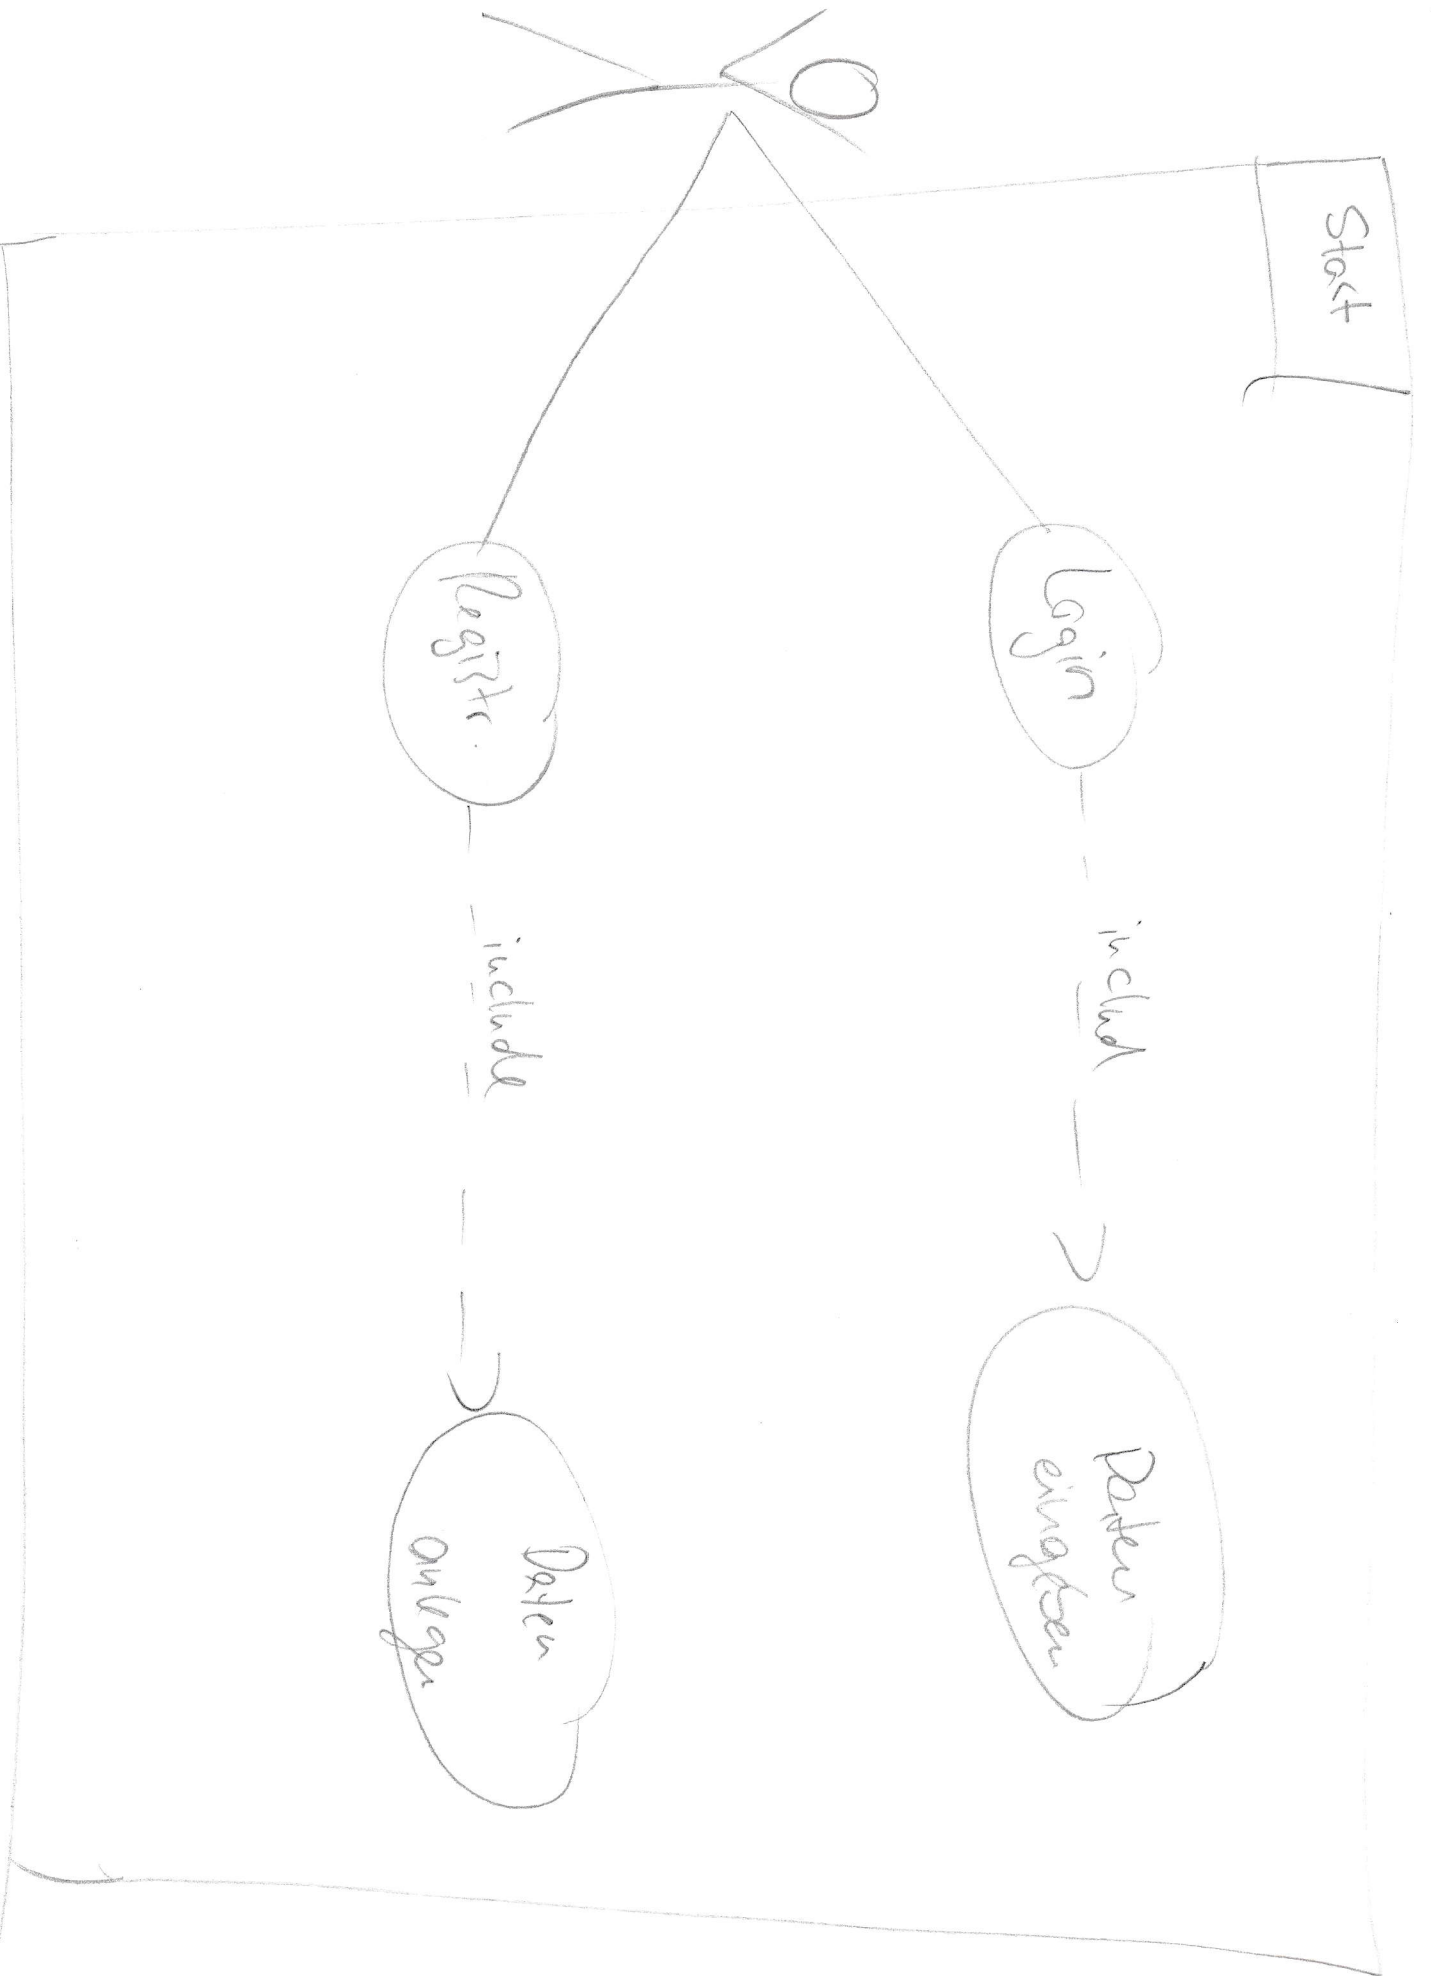 Start
Login
includ
Daten
eingeben
Registr.
include
Daten
anlegen